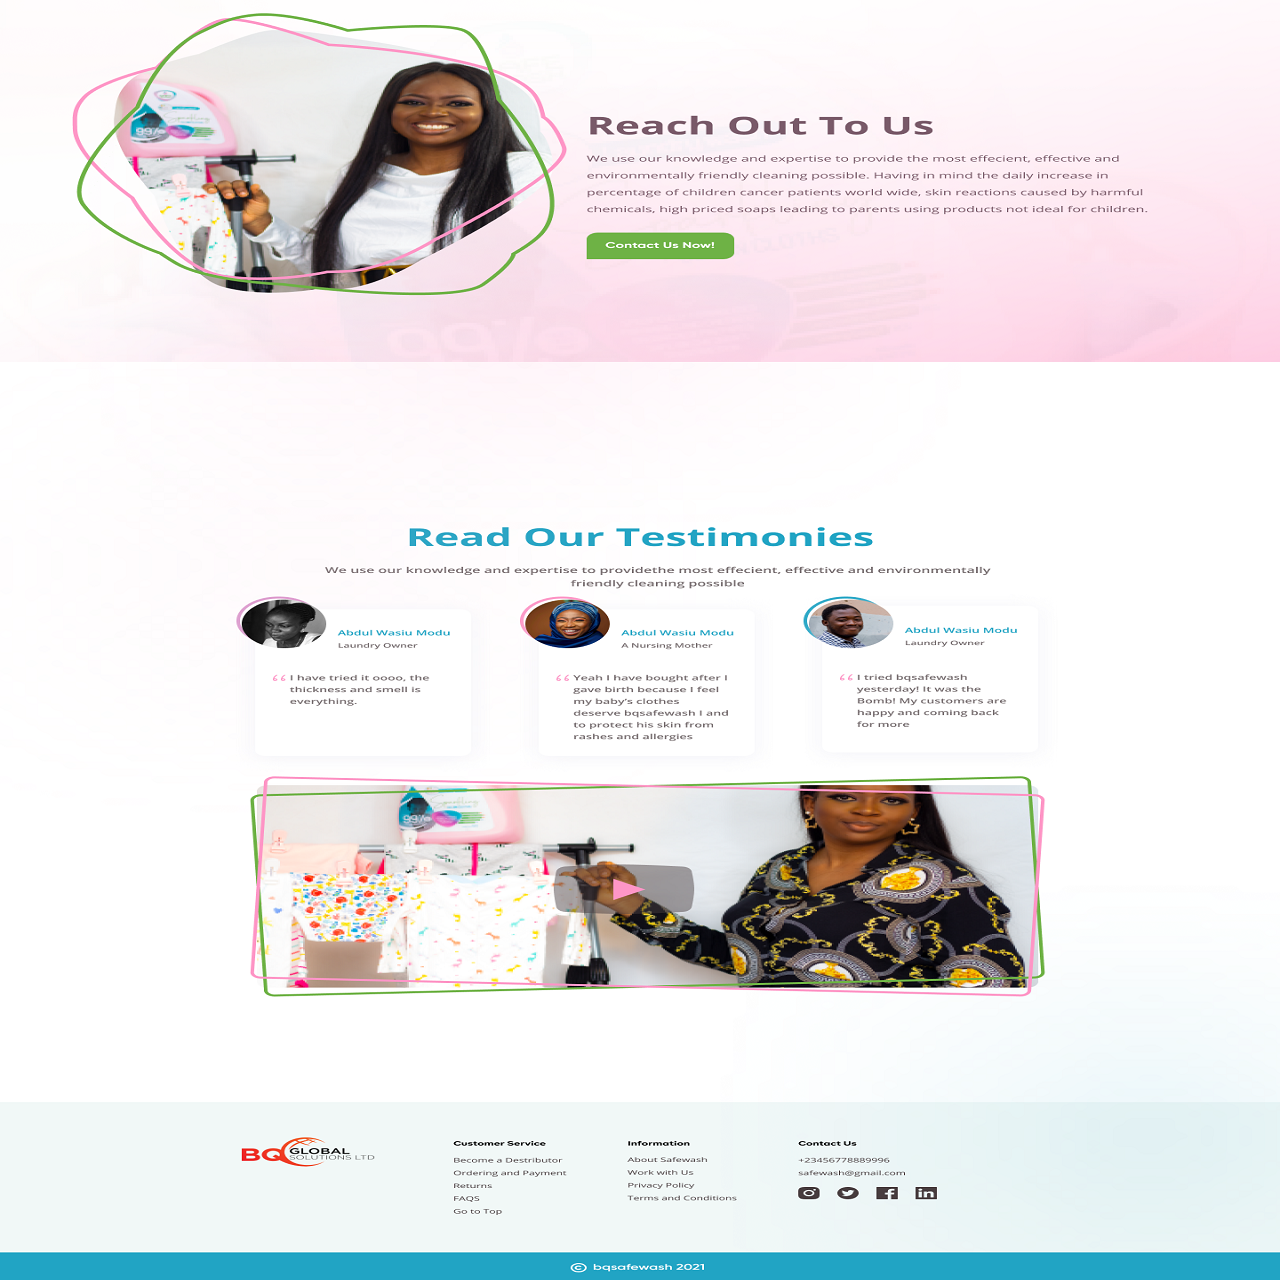 99%
Reach Out To Us
We use our knowledge and expertise to provide the most effecient, effective and
environmentally friendly cleaning possible. Having in mind the daily increase in
percentage of children cancer patients world wide, skin reactions caused by harmful
chemicals, high priced soaps leading to parents using products not ideal for children.
Contact Us Now!
99%
Read Our Testimonies
We use our knowledge and expertise to providethe most effecient, effective and environmentally
friendly cleaning possible
Abdul Wasiu Modu
Laundry Owner
“ I have tried it oooo, the
thickness and smell is
everything.
Abdul Wasiu Modu
A Nursing Mother
“ Yeah I have bought after I
gave birth because I feel
my baby's clothes
deserve bqsafewash I and
to protect his skin from
rashes and allergies
Abdul Wasiu Modu
Laundry Owner
“ I tried bqsafewash
yesterday! It was the
Bomb! My customers are
happy and coming back
for more
99%
BQ GLOBAL
SOLUTIONS LTD
Customer Service
Become a Destributor
Ordering and Payment
Returns
FAQS
Go to Top
Information
About Safewash
Work with Us
Privacy Policy
Terms and Conditions
Contact Us
+23456778889996
safewash@gmail.com
© bqsafewash 2021